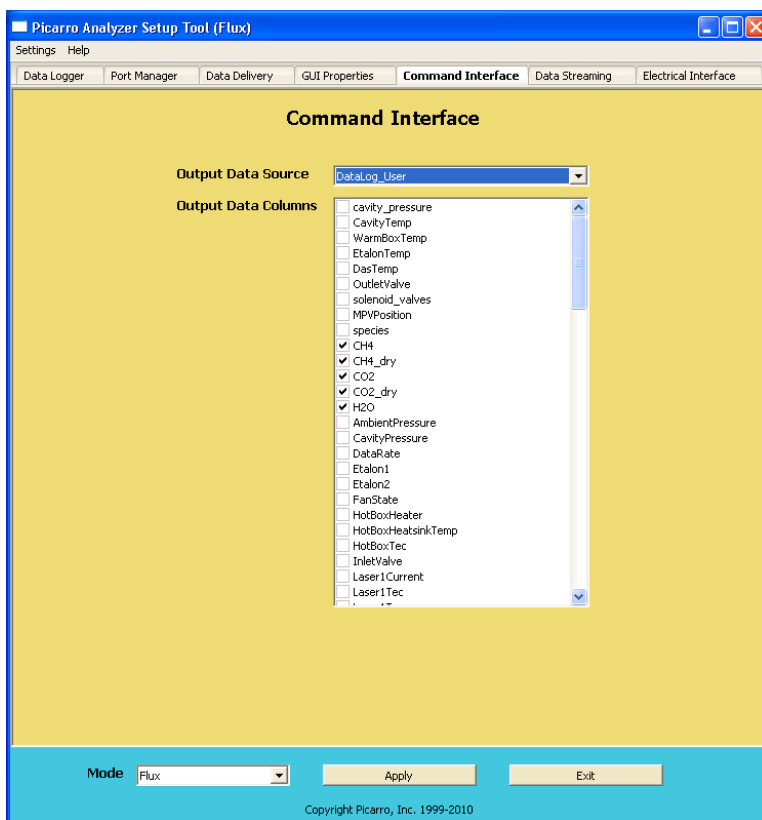 Picarro Analyzer Setup Tool (Flux)
Settings Help
Data Logger Port Manager Data Delivery GUI Properties Command Interface Data Streaming Electrical Interface
Command Interface
Output Data Source DataLog_User
Output Data Columns
cavity_pressure
CavityTemp
WarmBoxTemp
EtalonTemp
DasTemp
OutletValve
solenoid_valves
MPVPosition
species
CH4
CH4_dry
CO2
CO2_dry
H2O
AmbientPressure
CavityPressure
DataRate
Etalon1
Etalon2
FanState
HotBoxHeater
HotBoxHeatsinkTemp
HotBoxTec
InletValve
Laser1Current
Laser1Tec
Mode Flux Apply Exit
Copyright Picarro, Inc. 1999-2010